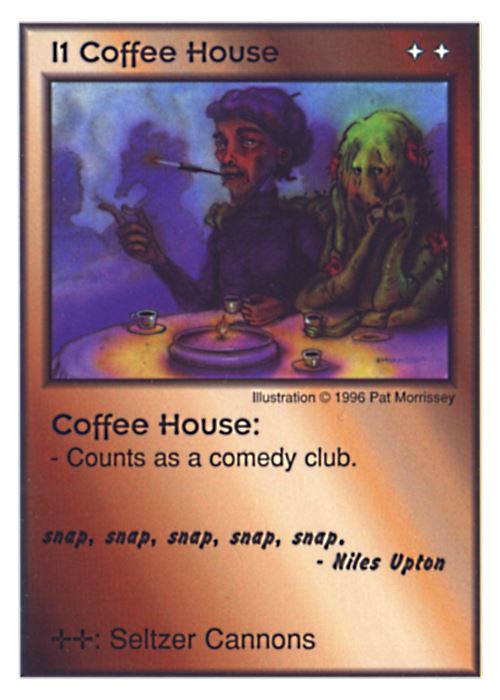 I1 Coffee House
Illustration © 1996 Pat Morrissey
Coffee House:
- Counts as a comedy club.
snap, snap, snap, snap, snap.
- Niles Upton
✢✢: Seltzer Cannons